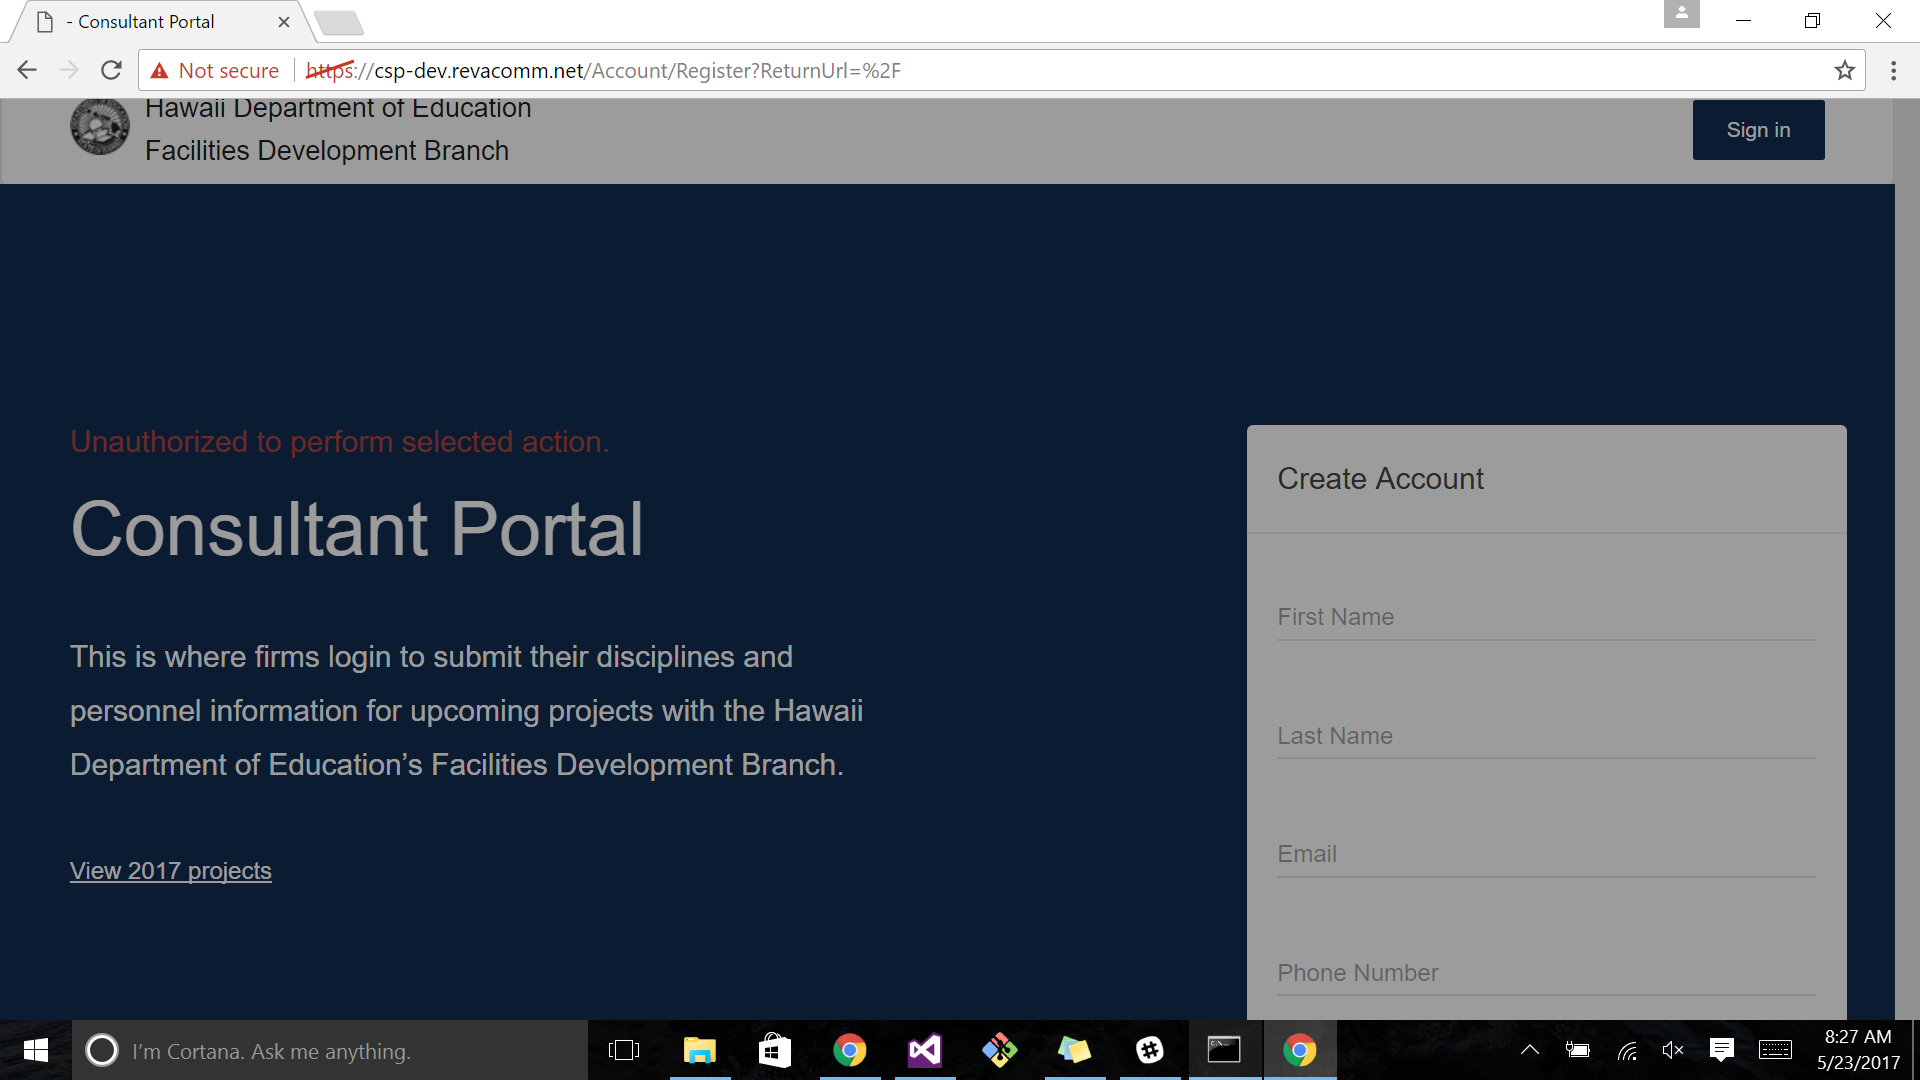 - Consultant Portal
Not secure https://csp-dev.revacomm.net/Account/Register?ReturnUrl=%2F
Hawaii Department of Education
Facilities Development Branch
Sign in
Unauthorized to perform selected action.
Consultant Portal
This is where firms login to submit their disciplines and
personnel information for upcoming projects with the Hawaii
Department of Education’s Facilities Development Branch.
View 2017 projects
Create Account
First Name
Last Name
Email
Phone Number
I’m Cortana. Ask me anything.
8:27 AM
5/23/2017